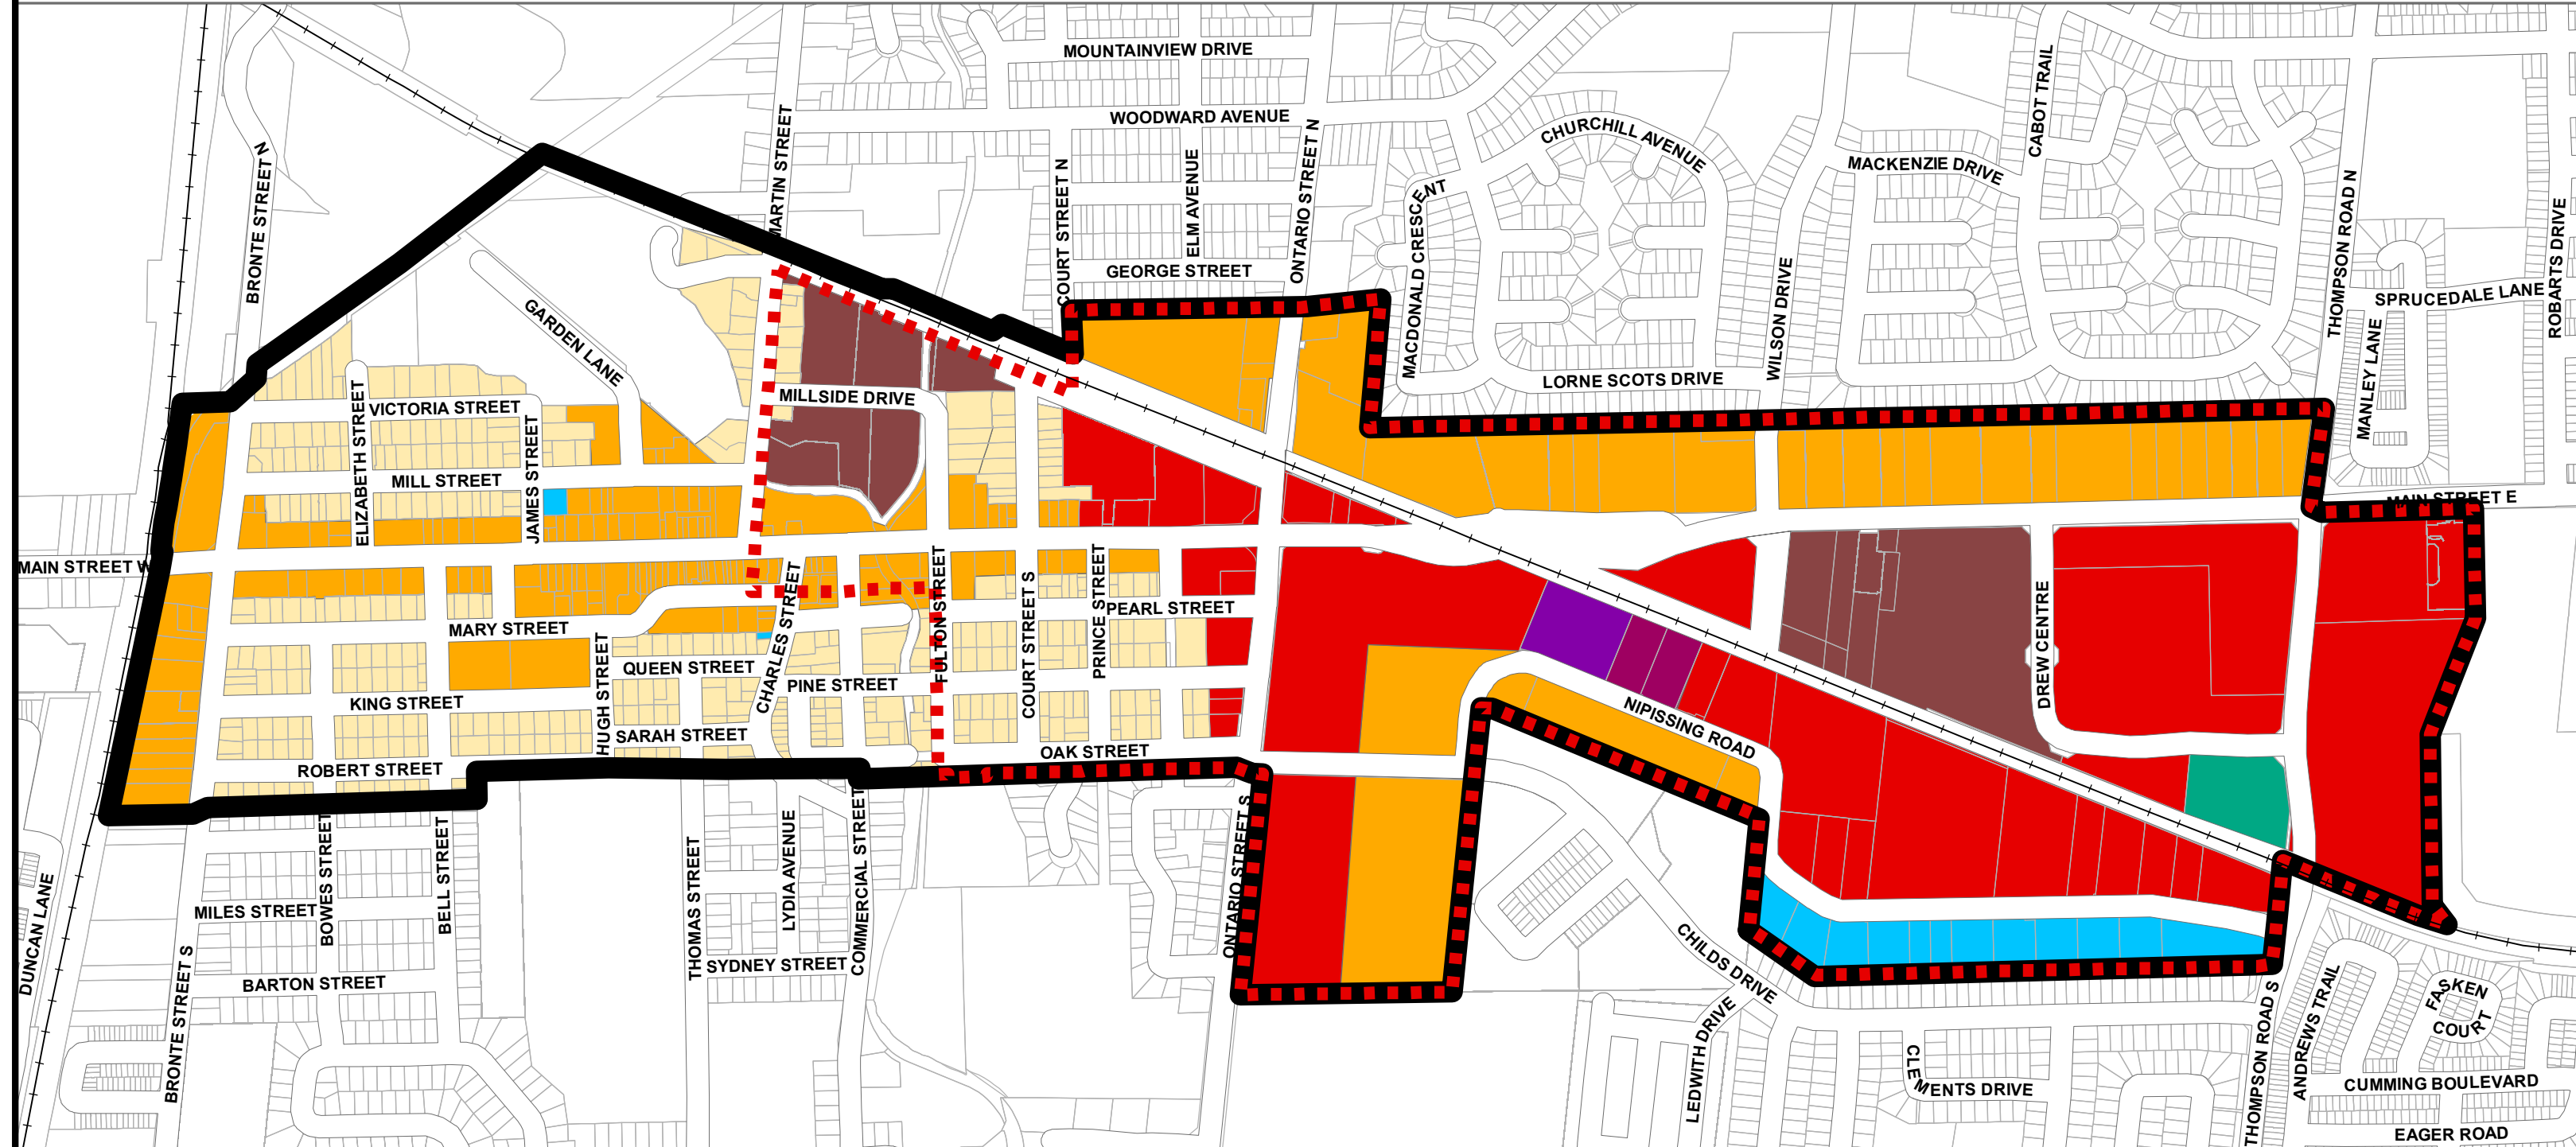 MOUNTAINVIEW DRIVE
WOODWARD AVENUE
CHURCHILL AVENUE
MACKENZIE DRIVE
CABOT TRAIL
BRONTE STREET N
MARTIN STREET
COURT STREET N
ELM AVENUE
ONTARIO STREET N
MACDONALD CRESCENT
WILSON DRIVE
THOMPSON ROAD N
ROBARTS DRIVE
GEORGE STREET
SPRUCEDALE LANE
MANLEY LANE
GARDEN LANE
LORNE SCOTS DRIVE
MILLSIDE DRIVE
VICTORIA STREET
ELIZABETH STREET
JAMES STREET
MILL STREET
MAIN STREET E
MAIN STREET W
CHARLES STREET
FULTON STREET
COURT STREET S
PRINCE STREET
PEARL STREET
MARY STREET
HUGH STREET
QUEEN STREET
PINE STREET
KING STREET
SARAH STREET
OAK STREET
NIPISSING ROAD
DREW CENTRE
ROBERT STREET
ONTARIO STREET S
BOWES STREET
BELL STREET
THOMAS STREET
LYDIA AVENUE
COMMERCIAL STREET
DUNCAN LANE
MILES STREET
SYDNEY STREET
BARTON STREET
BRONTE STREET S
CHILDS DRIVE
LEDWITH DRIVE
CLEMENTS DRIVE
THOMPSON ROAD S
ANDREWS TRAIL
FASKEN
COURT
CUMMING BOULEVARD
EAGER ROAD